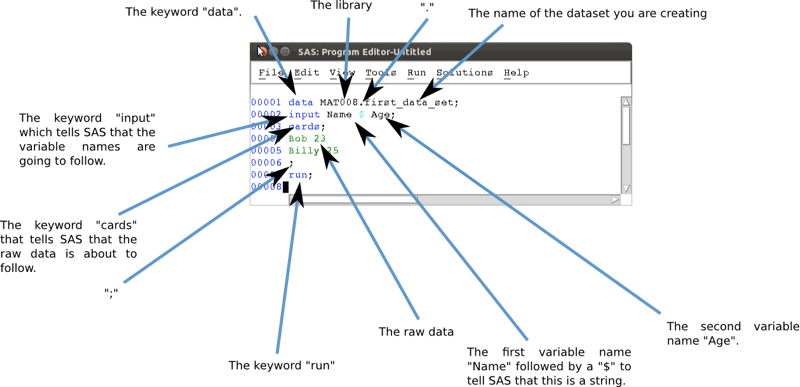 The keyword "data".
The library
"."
The name of the dataset you are creating
SAS: Program Editor-Untitled
File Edit View Tools Run Solutions Help
00001 data MAT008.first_data_set;
00002 input Name $ Age;
00003 cards;
Bob 23
00005 Billy 25
00006 ;
run;
00008
The keyword "input"
which tells SAS that the
variable names are
going to follow.
The keyword "cards"
that tells SAS that the
raw data is about to
follow.
";"
The keyword "run"
The raw data
The first variable name
"Name" followed by a "$" to
tell SAS that this is a string.
The second variable
name "Age".